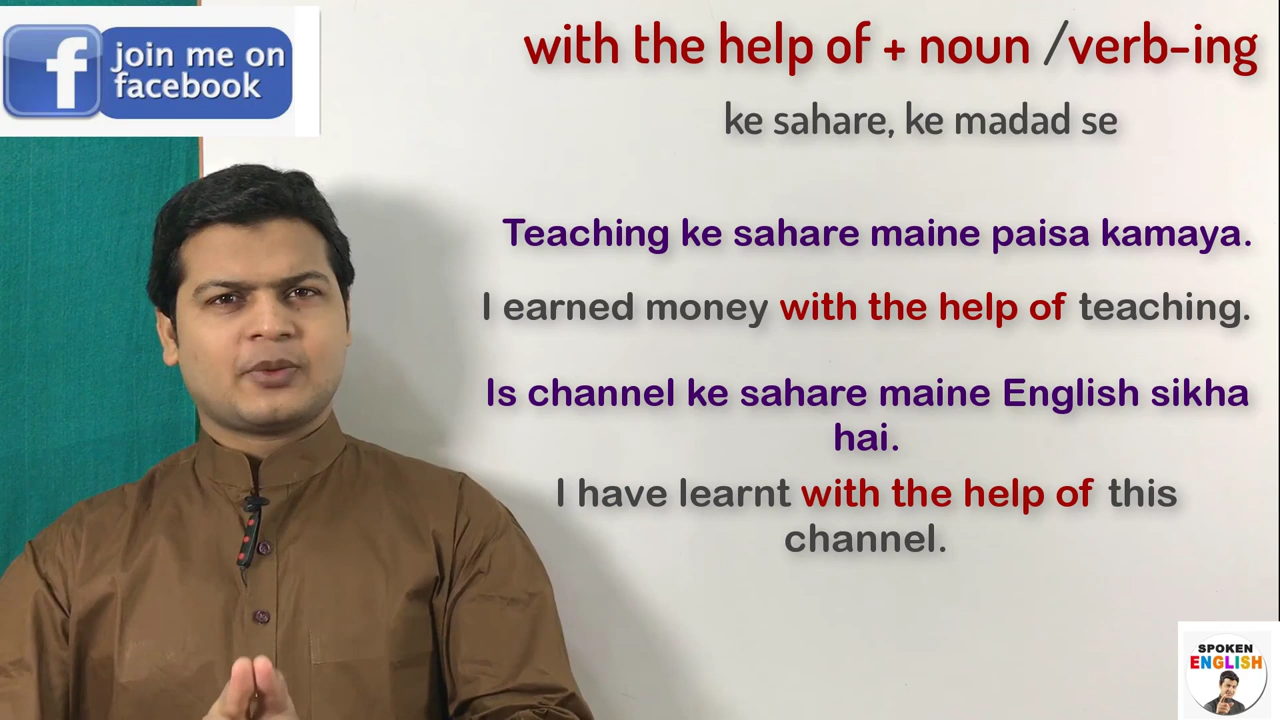 join me on
facebook
with the help of + noun /verb-ing
ke sahare, ke madad se
Teaching ke sahare maine paisa kamaya.
I earned money with the help of teaching.
Is channel ke sahare maine English sikha
hai.
I have learnt with the help of this
channel.
SPOKEN
ENGLISH